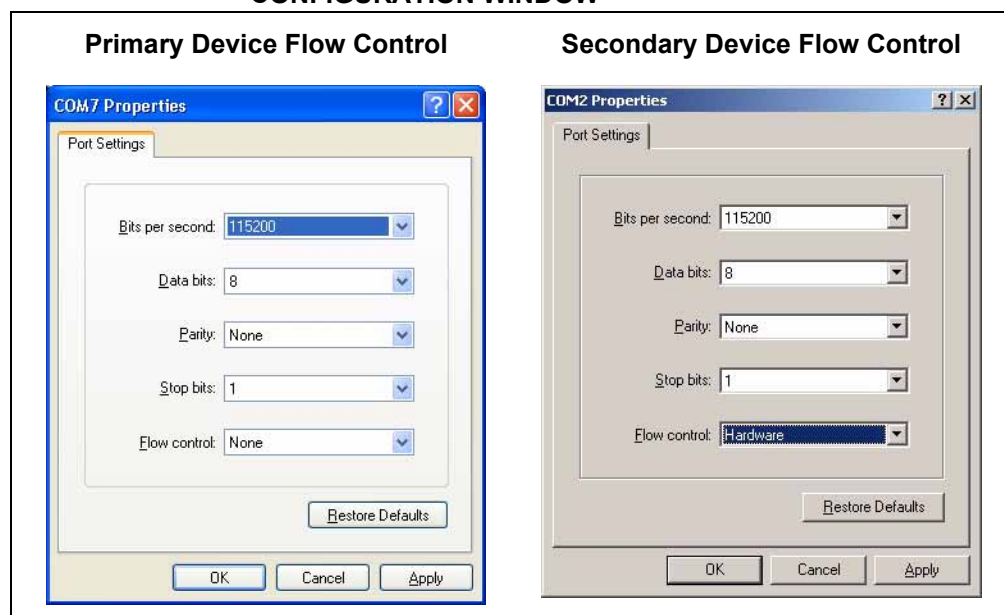 CONFIGURATION WINDOW
Primary Device Flow Control
COM7 Properties
Port Settings
Bits per second: 115200
Data bits: 8
Parity: None
Stop bits: 1
Flow control: None
Restore Defaults
OK Cancel Apply
Secondary Device Flow Control
COM2 Properties
Port Settings
Bits per second: 115200
Data bits: 8
Parity: None
Stop bits: 1
Flow control: Hardware
Restore Defaults
OK Cancel Apply